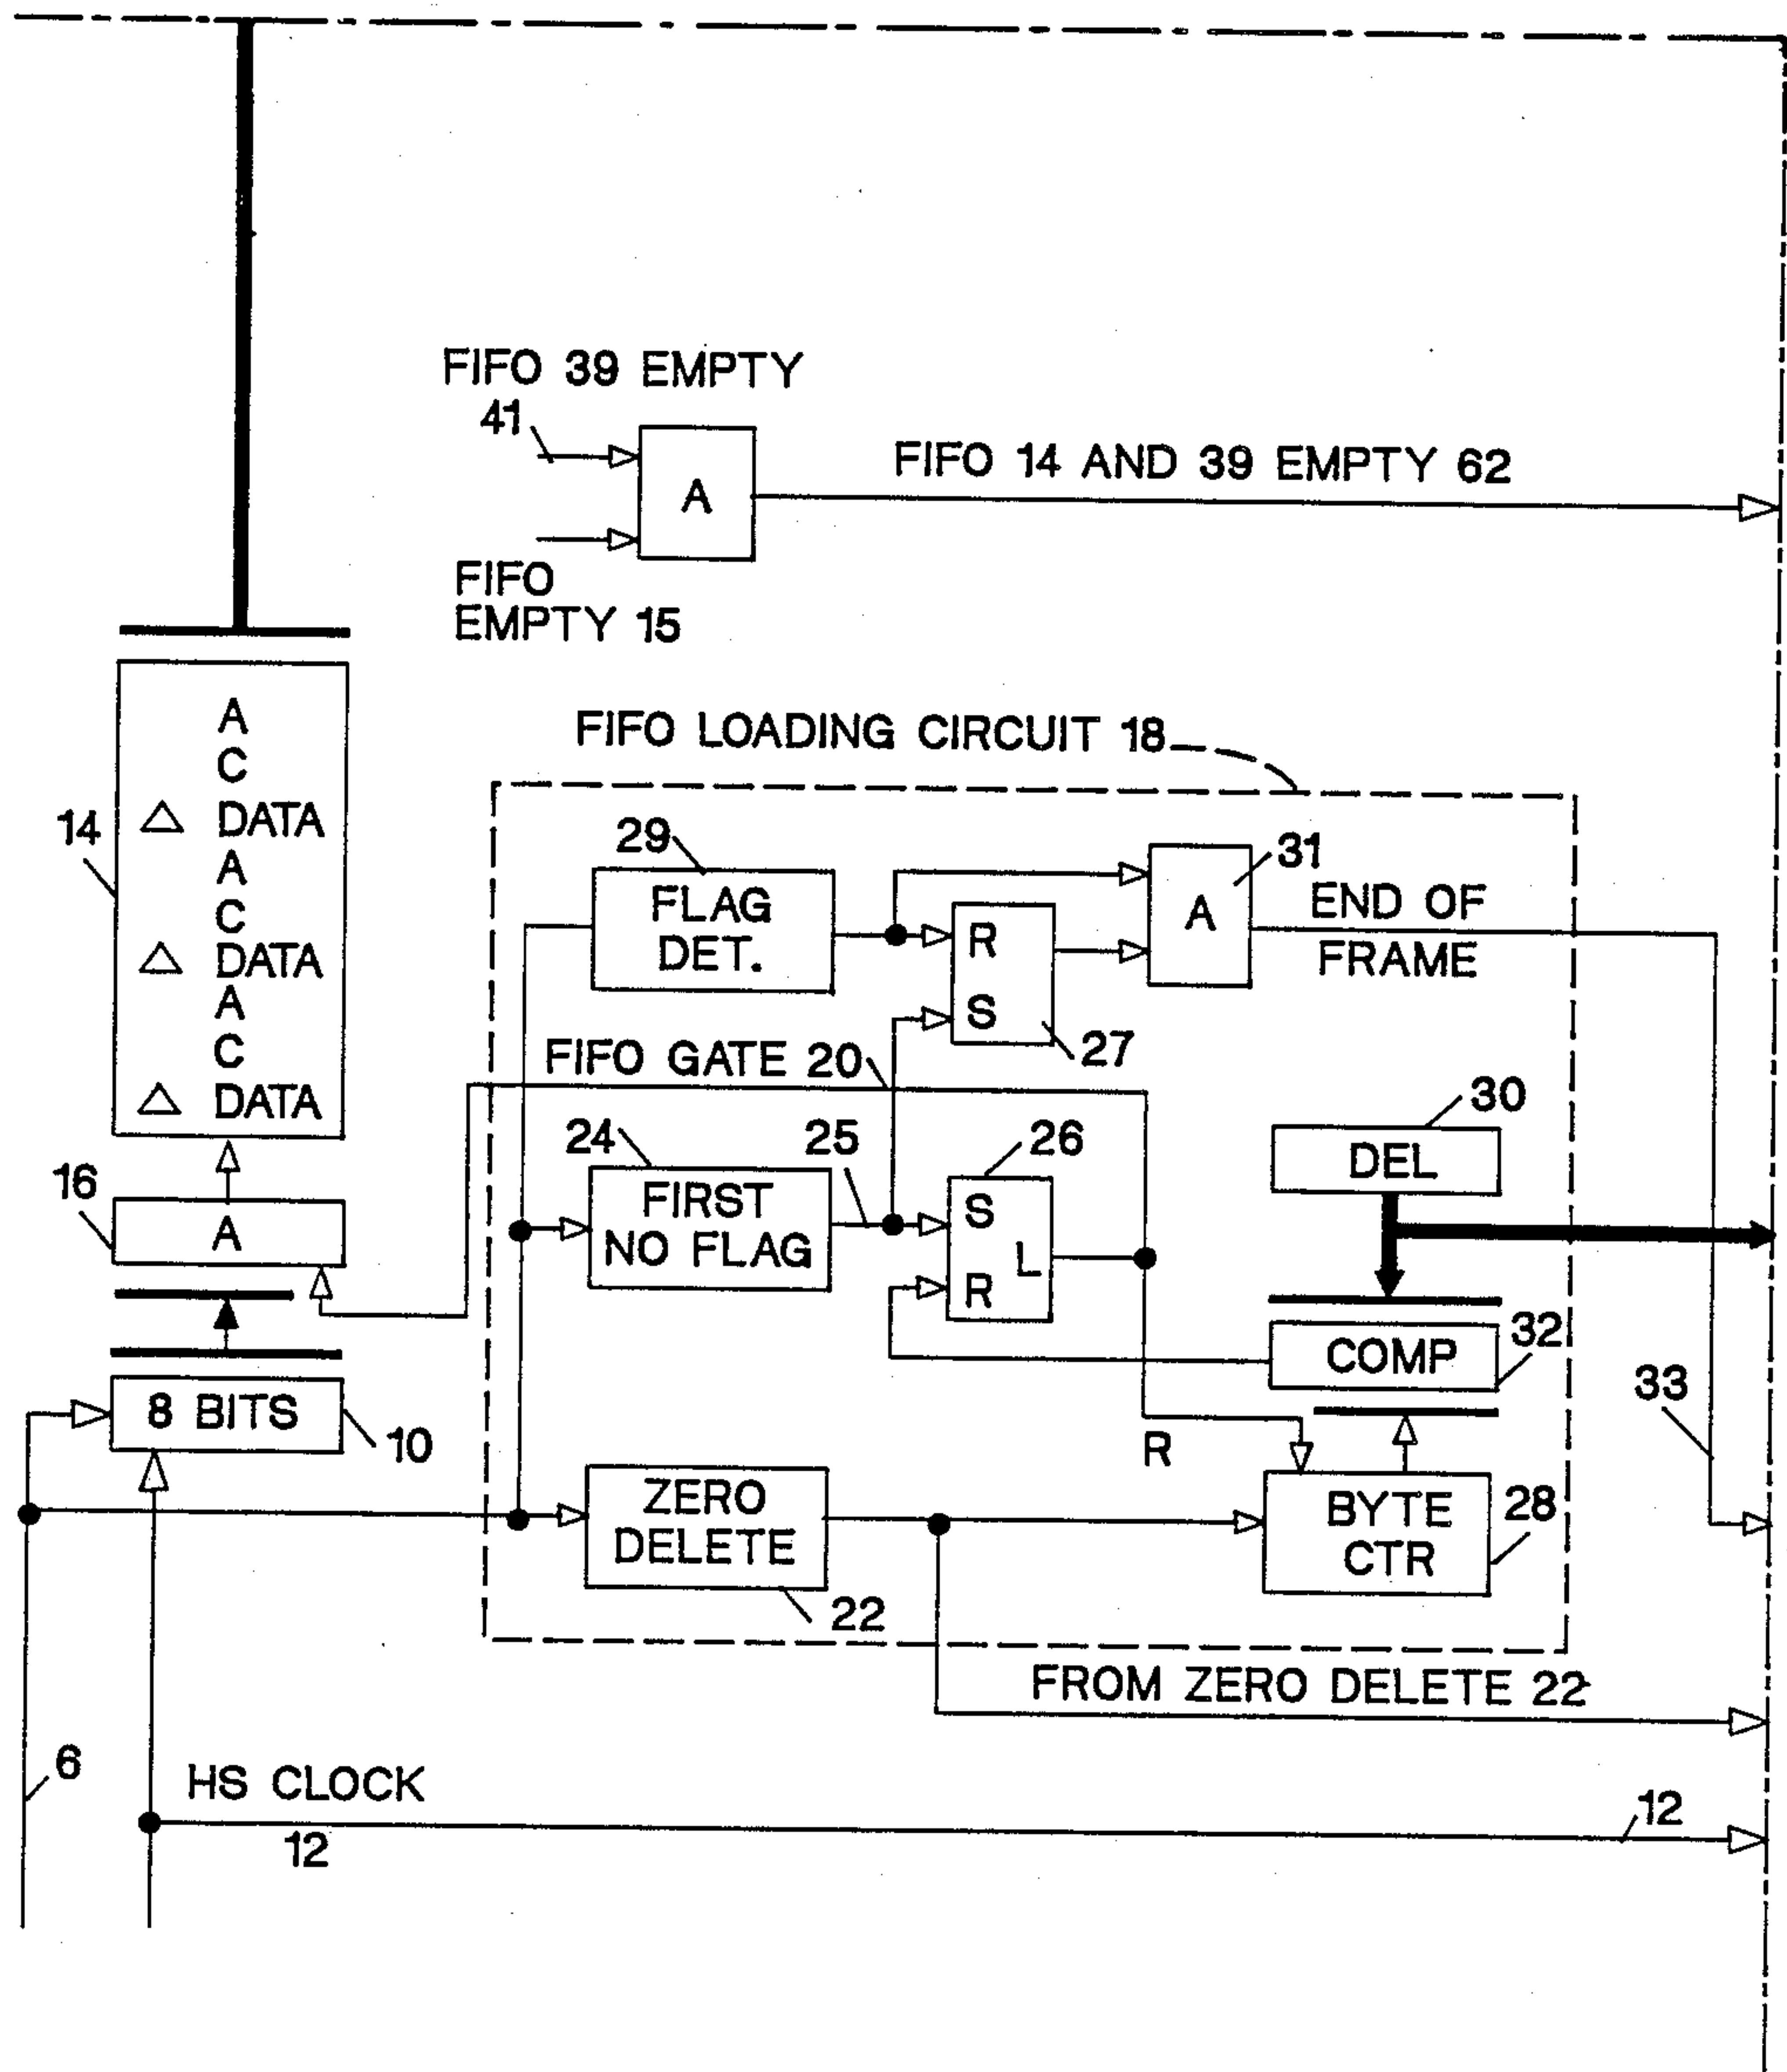 FIFO 39 EMPTY
41
A
FIFO 14 AND 39 EMPTY 62
FIFO
EMPTY 15
14
A
C
△ DATA
A
C
△ DATA
A
C
△ DATA
FIFO LOADING CIRCUIT 18
29
FLAG
DET.
R
S
27
31
A
END OF
FRAME
FIFO GATE 20
24
FIRST
NO FLAG
25
26
S
L
R
30
DEL
32
COMP
33
16
A
8 BITS
10
R
ZERO
DELETE
22
BYTE
CTR
28
FROM ZERO DELETE 22
6
HS CLOCK
12
12